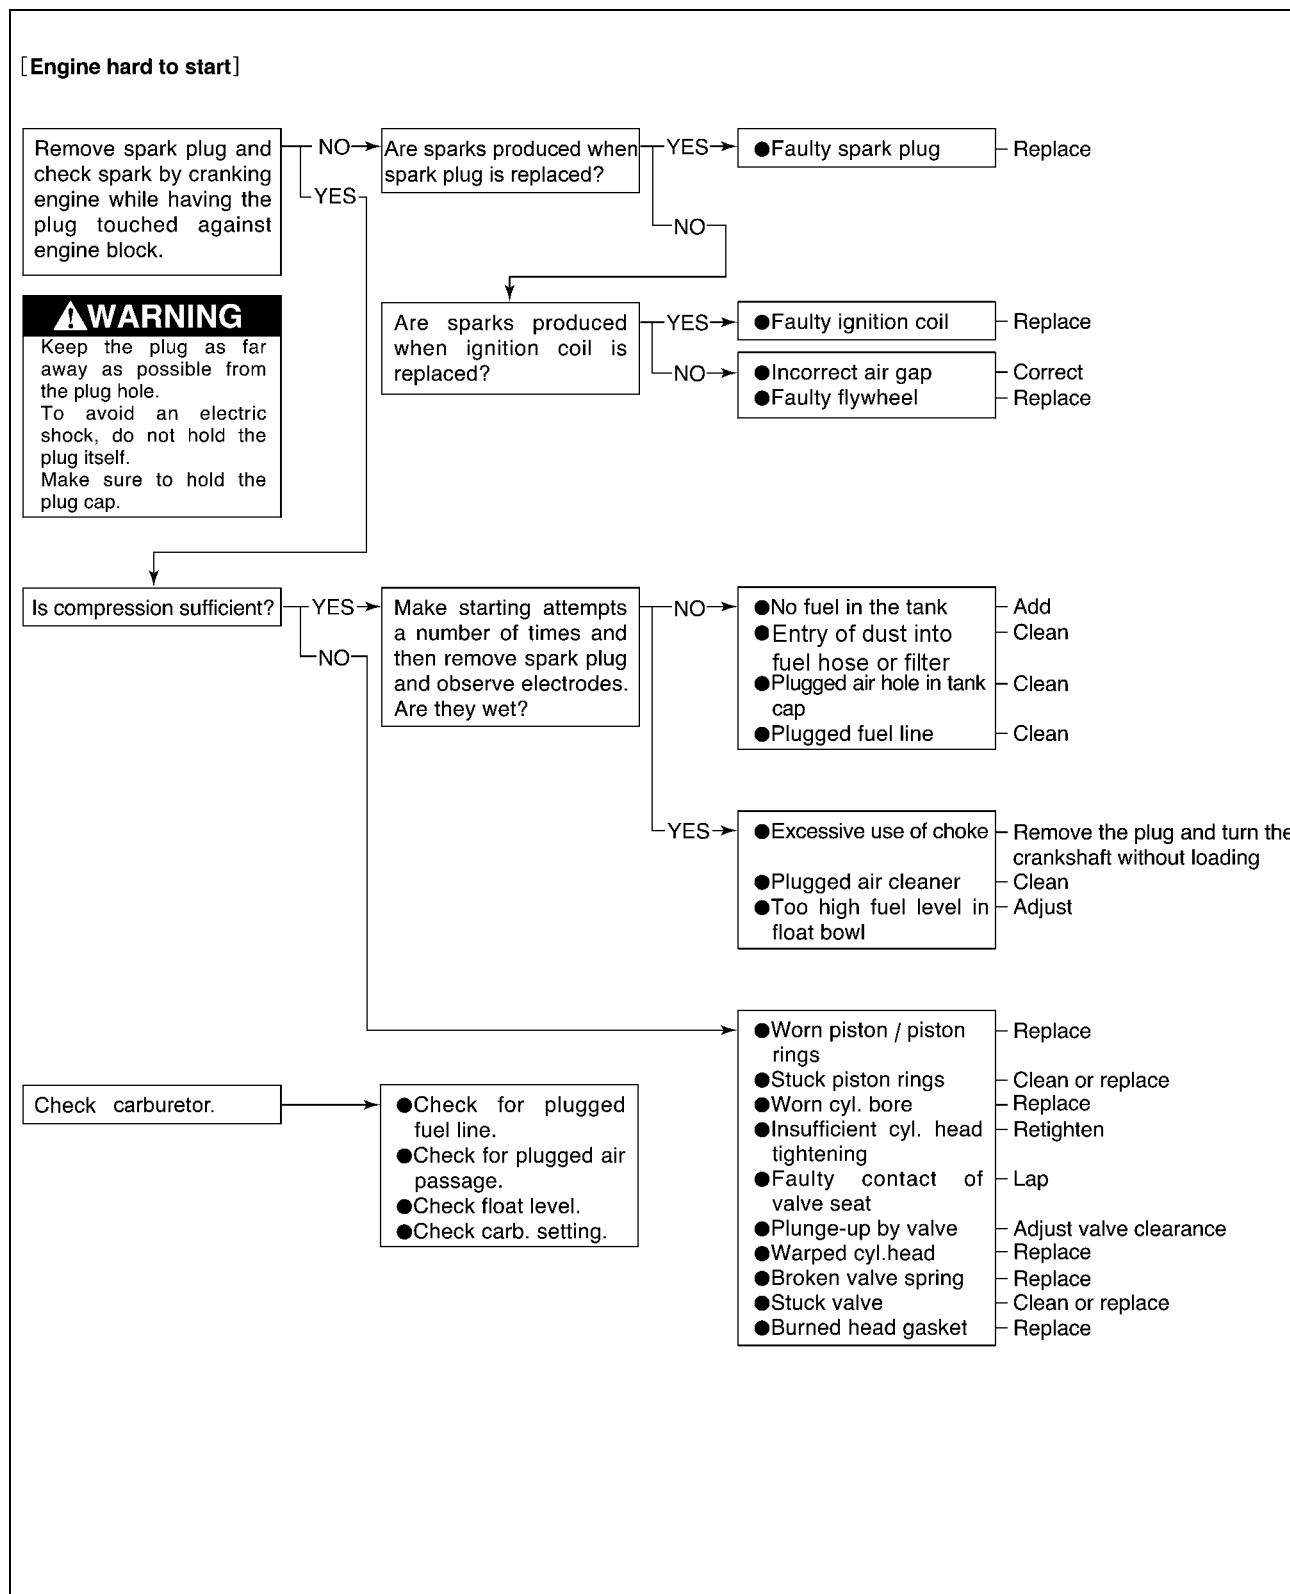 [Engine hard to start]
Remove spark plug and
check spark by cranking
engine while having the
plug touched against
engine block.
NO
YES
Are sparks produced when
spark plug is replaced?
YES
NO
●Faulty spark plug
Replace
WARNING
Keep the plug as far
away as possible from
the plug hole.
To avoid an electric
shock, do not hold the
plug itself.
Make sure to hold the
plug cap.
Are sparks produced
when ignition coil is
replaced?
YES
NO
●Faulty ignition coil
Replace
●Incorrect air gap
Correct
●Faulty flywheel
Replace
Is compression sufficient?
YES
NO
Make starting attempts
a number of times and
then remove spark plug
and observe electrodes.
Are they wet?
NO
●No fuel in the tank
Add
●Entry of dust into
Clean
fuel hose or filter
●Plugged air hole in tank
Clean
cap
●Plugged fuel line
Clean
YES
●Excessive use of choke
Remove the plug and turn the
crankshaft without loading
●Plugged air cleaner
Clean
●Too high fuel level in
Adjust
float bowl
●Worn piston / piston
Replace
rings
●Stuck piston rings
Clean or replace
●Worn cyl. bore
Replace
●Insufficient cyl. head
Retighten
tightening
●Faulty contact of
Lap
valve seat
●Plunge-up by valve
Adjust valve clearance
●Warped cyl.head
Replace
●Broken valve spring
Replace
●Stuck valve
Clean or replace
●Burned head gasket
Replace
Check carburetor.
●Check for plugged
fuel line.
●Check for plugged air
passage.
●Check float level.
●Check carb. setting.